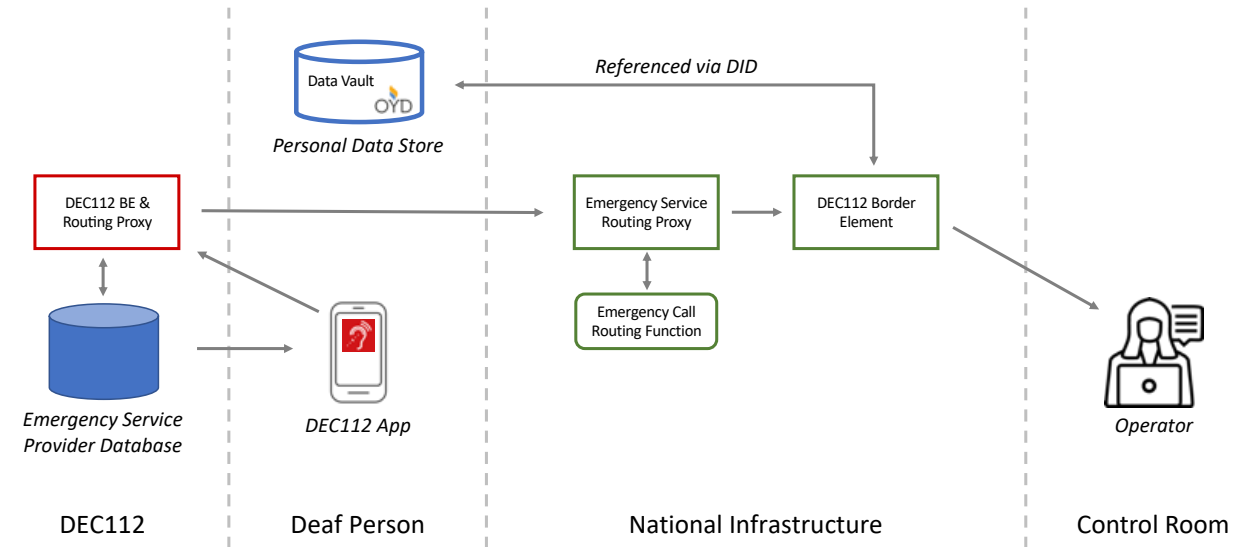 Data Vault
OYD
Referenced via DID
Personal Data Store
DEC112 BE &
Routing Proxy
Emergency Service
Routing Proxy
DEC112 Border
Element
Emergency Call
Routing Function
Emergency Service
Provider Database
DEC112 App
Operator
DEC112
Deaf Person
National Infrastructure
Control Room